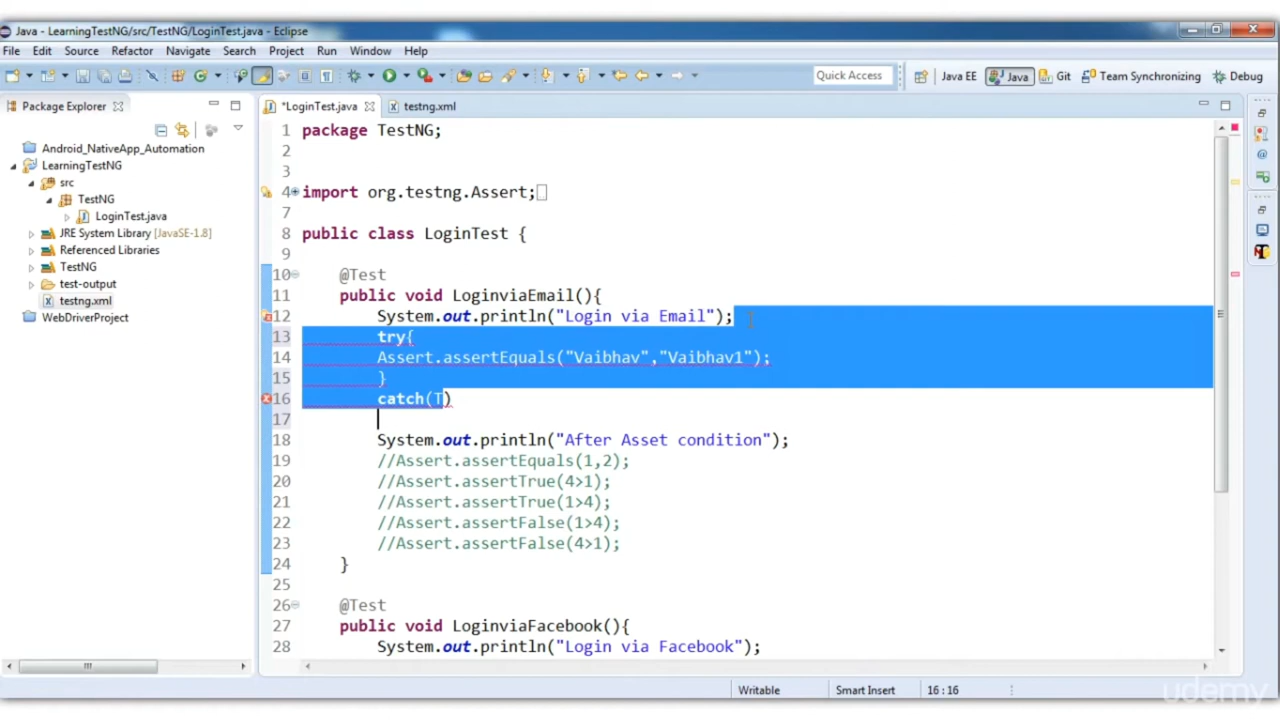 Java - LearningTestNG/src/TestNG/LoginTest.java - Eclipse
File Edit Source Refactor Navigate Search Project Run Window Help
Quick Access Java EE Java Git Team Synchronizing Debug
Package Explorer
*LoginTest.java testng.xml
Android_NativeApp_Automation
LearningTestNG
src
TestNG
LoginTest.java
JRE System Library [JavaSE-1.8]
Referenced Libraries
TestNG
test-output
testng.xml
WebDriverProject
1 package TestNG;
2
3
4 import org.testng.Assert;
7
8 public class LoginTest {
9
10 @Test
11 public void LoginviaEmail(){
12 System.out.println("Login via Email");
13 try{
14 Assert.assertEquals("Vaibhav","Vaibhav1");
15 }
16 catch(T)
17
18 System.out.println("After Asset condition");
19 //Assert.assertEquals(1,2);
20 //Assert.assertTrue(4>1);
21 //Assert.assertTrue(1>4);
22 //Assert.assertFalse(1>4);
23 //Assert.assertFalse(4>1);
24 }
25
26 @Test
27 public void LoginviaFacebook(){
28 System.out.println("Login via Facebook");
Writable Smart Insert 16:16
udemy